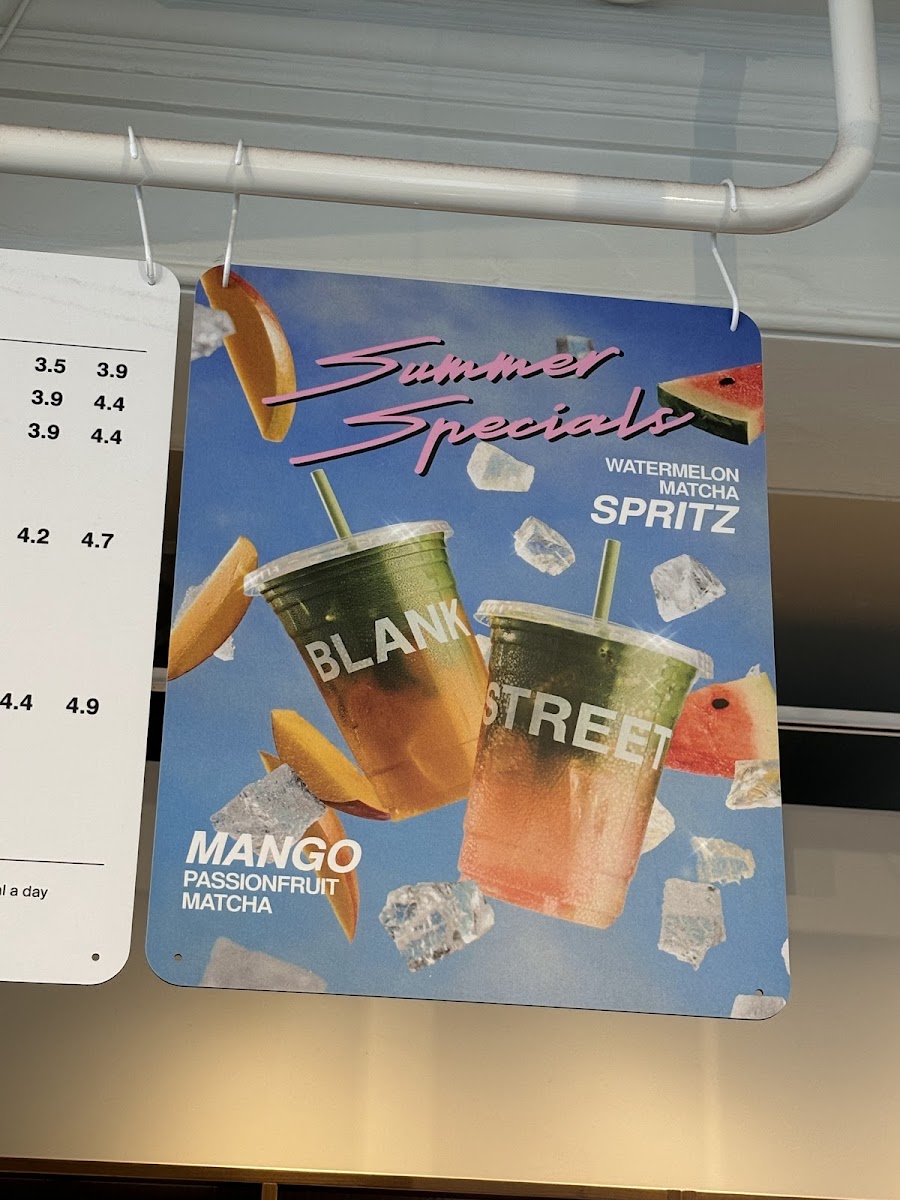 3.5 3.9
3.9 4.4
3.9 4.4
4.2 4.7
4.4 4.9
a day
Summer
Specials
WATERMELON
MATCHA
SPRITZ
BLANK
STREET
MANGO
PASSIONFRUIT
MATCHA